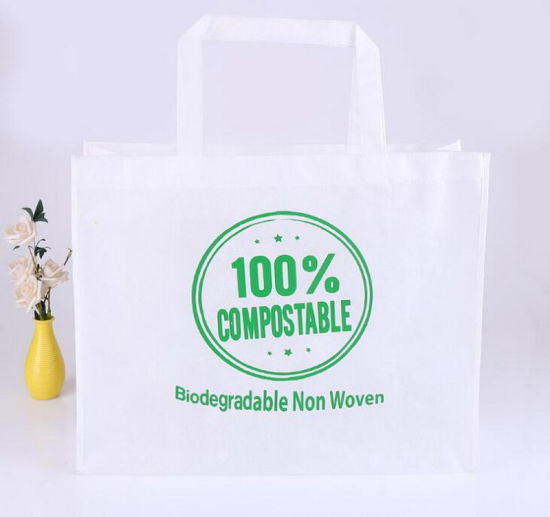 100%
COMPOSTABLE
Biodegradable Non Woven